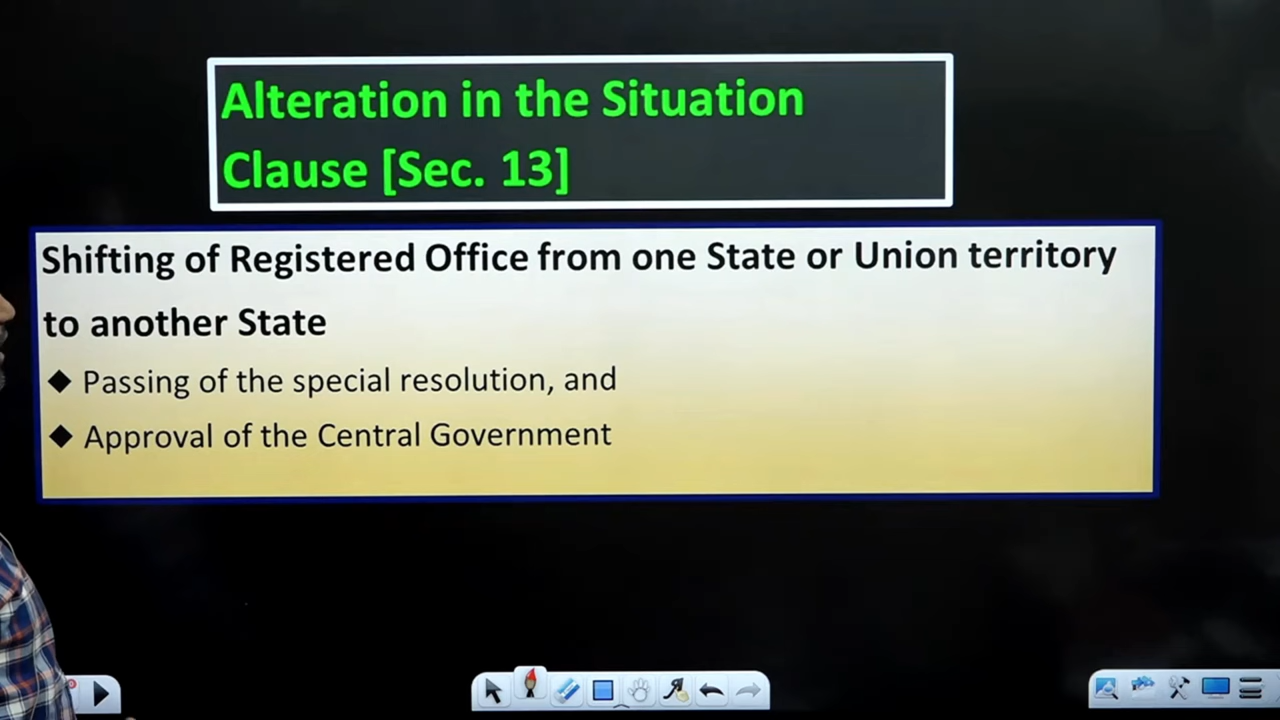 Alteration in the Situation
Clause [Sec. 13]
Shifting of Registered Office from one State or Union territory
to another State
◆ Passing of the special resolution, and
◆ Approval of the Central Government